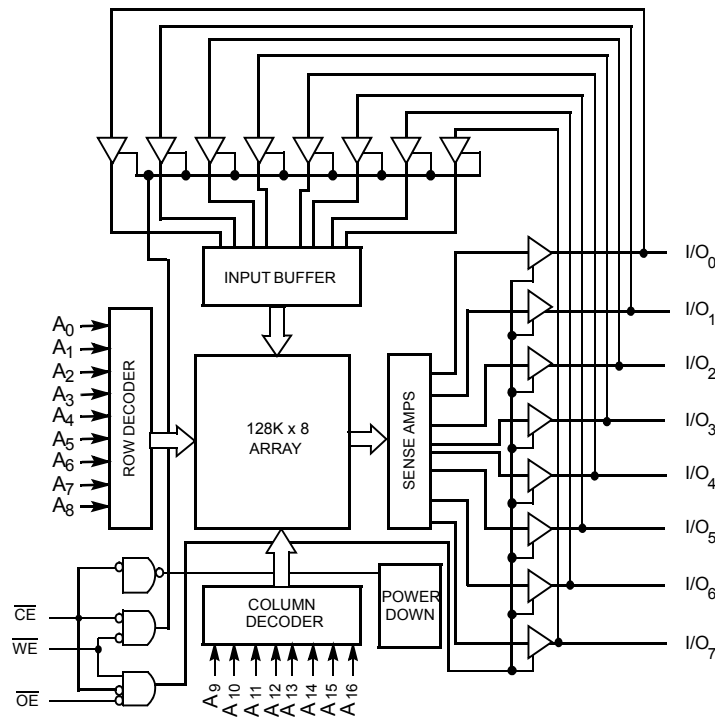 INPUT BUFFER
I/O0
I/O1
I/O2
I/O3
I/O4
I/O5
I/O6
I/O7
A0
A1
A2
A3
A4
A5
A6
A7
A8
ROW DECODER
128K x 8
ARRAY
SENSE AMPS
COLUMN
DECODER
POWER
DOWN
CE
WE
OE
A9
A10
A11
A12
A13
A14
A15
A16